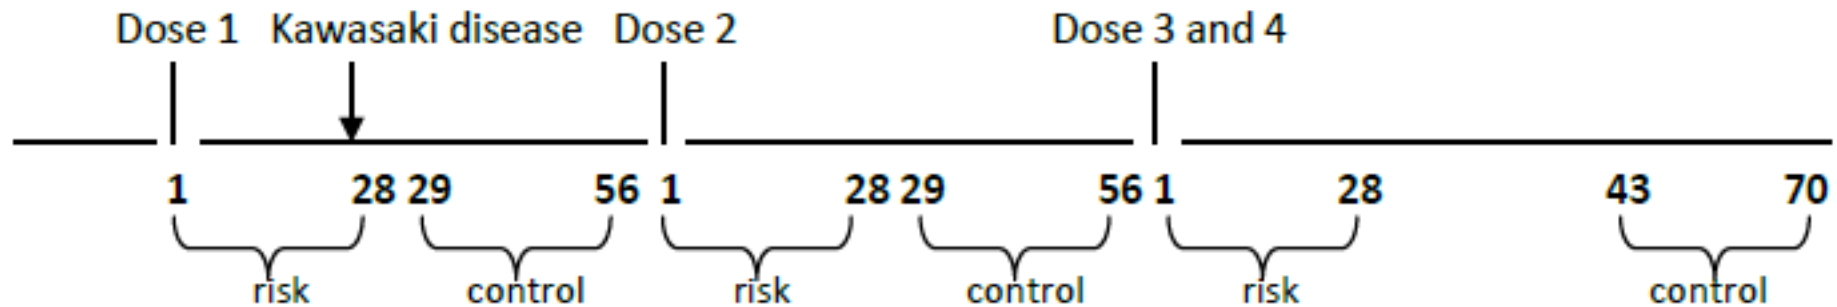 Dose 1 Kawasaki disease Dose 2 Dose 3 and 4
1 28 29 56 1 28 29 56 1 28 43 70
risk control risk control risk control